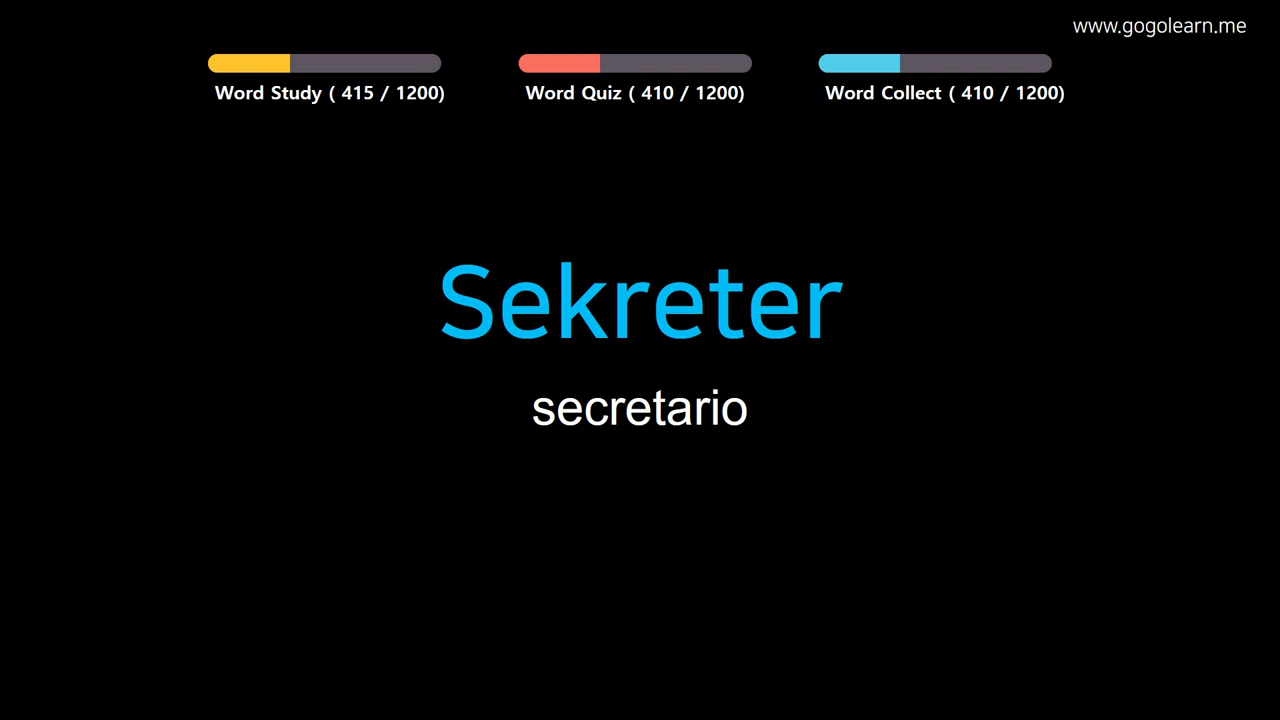 www.gogolearn.me
Word Study ( 415 / 1200)
Word Quiz ( 410 / 1200)
Word Collect ( 410 / 1200)
Sekreter
secretario